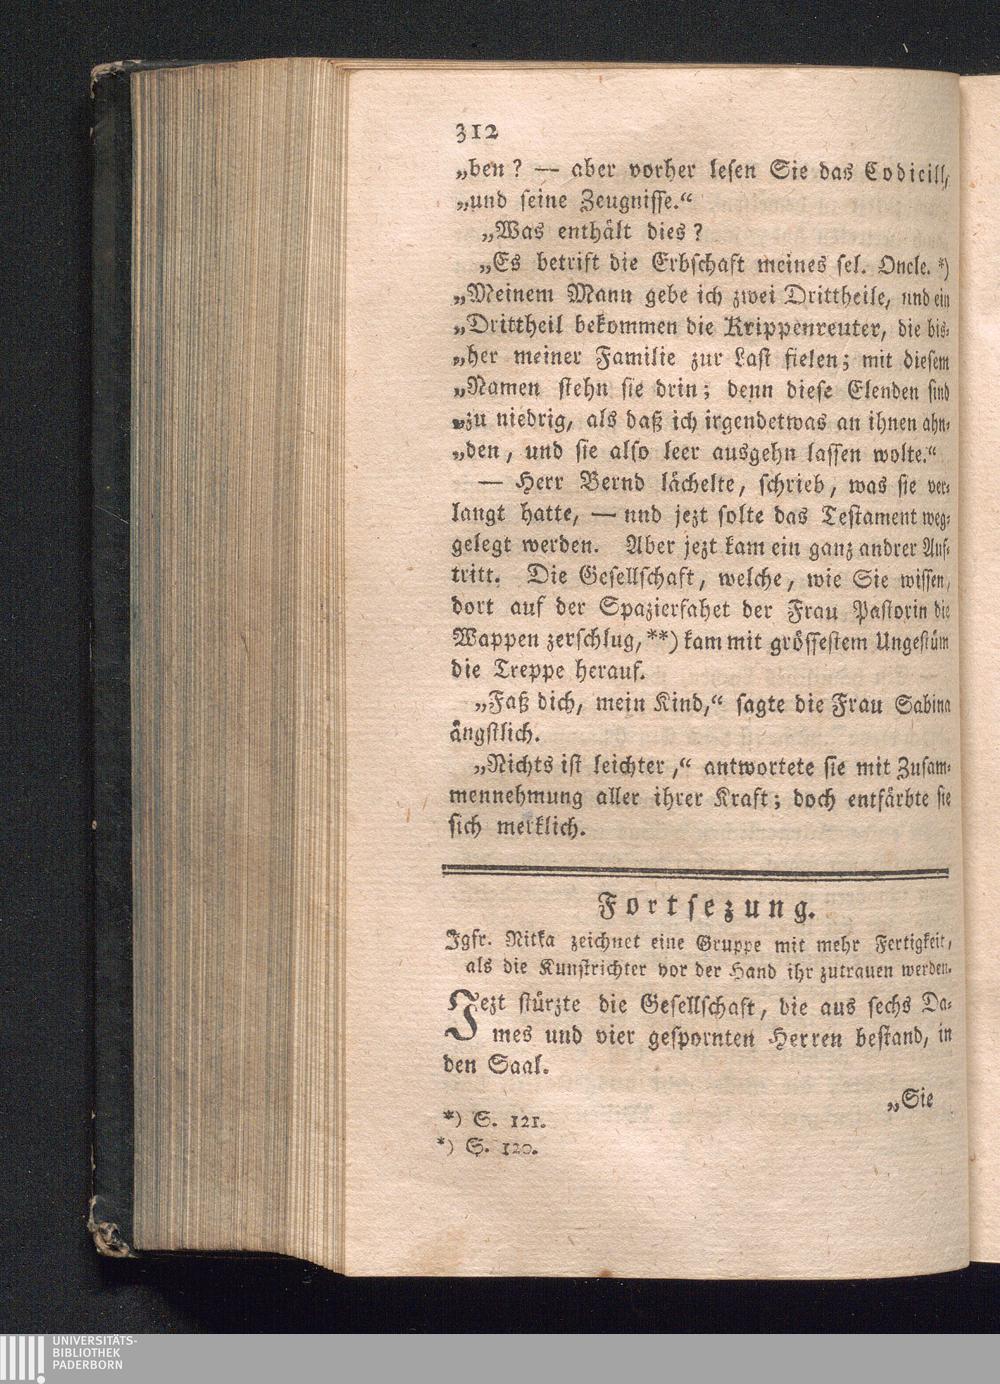 312
„ben? — aber vorher lesen Sie das Codicill,
„und seine Zeugnisse.“
„Was enthält dies?
„Es betrift die Erbschaft meines sel. Oncle. *)
„Meinem Mann gebe ich zwei Drittheile, und ein
„Drittheil bekommen die Krippenreuter, die bis-
„her meiner Familie zur Last fielen; mit diesem
„Namen stehn sie drin; denn diese Elenden sind
„zu niedrig, als daß ich irgendetwas an ihnen ahn-
„den, und sie also leer ausgehn lassen wolte.“
— Herr Bernd lächelte, schrieb, was sie ver-
langt hatte, — und jezt solte das Testament weg-
gelegt werden. Aber jezt kam ein ganz andrer Auf-
tritt. Die Gesellschaft, welche, wie Sie wissen,
dort auf der Spazierfahet der Frau Pastorin die
Wappen zerschlug, **) kam mit grössestem Ungestüm
die Treppe herauf.
„Faß dich, mein Kind,“ sagte die Frau Sabina
ängstlich.
„Nichts ist leichter,“ antwortete sie mit Zusam-
mennehmung aller ihrer Kraft; doch entfärbte sie
sich merklich.
Fortsezung.
Jgfr. Nitka zeichnet eine Gruppe mit mehr Fertigkeit,
als die Kunstrichter vor der Hand ihr zutrauen werden.
Jezt stürzte die Gesellschaft, die aus sechs Da-
mes und vier gespornten Herren bestand, in
den Saal.
„Sie
*) S. 121.
*) S. 120.
UNIVERSITÄTS-
BIBLIOTHEK
PADERBORN